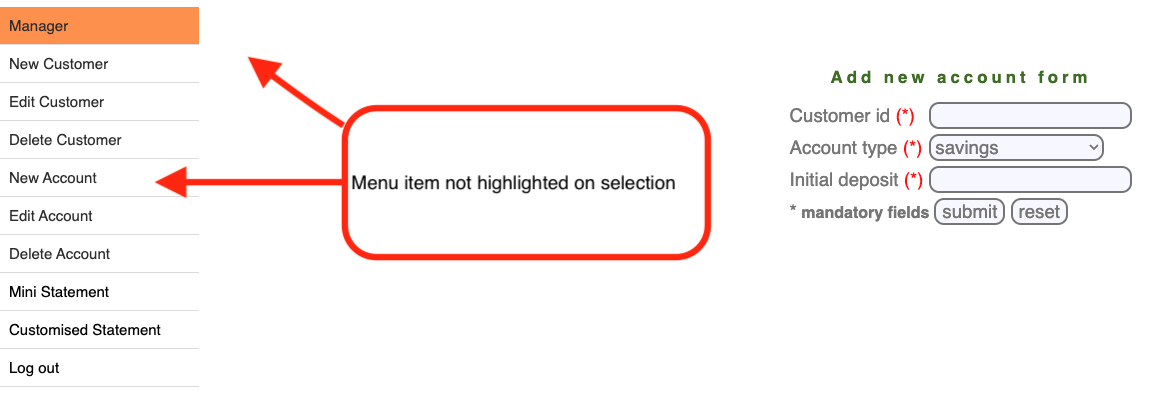 Manager
New Customer
Edit Customer
Delete Customer
New Account
Edit Account
Delete Account
Mini Statement
Customised Statement
Log out
Menu item not highlighted on selection
Add new account form
Customer id (*)
Account type (*) savings
Initial deposit (*)
* mandatory fields submit reset